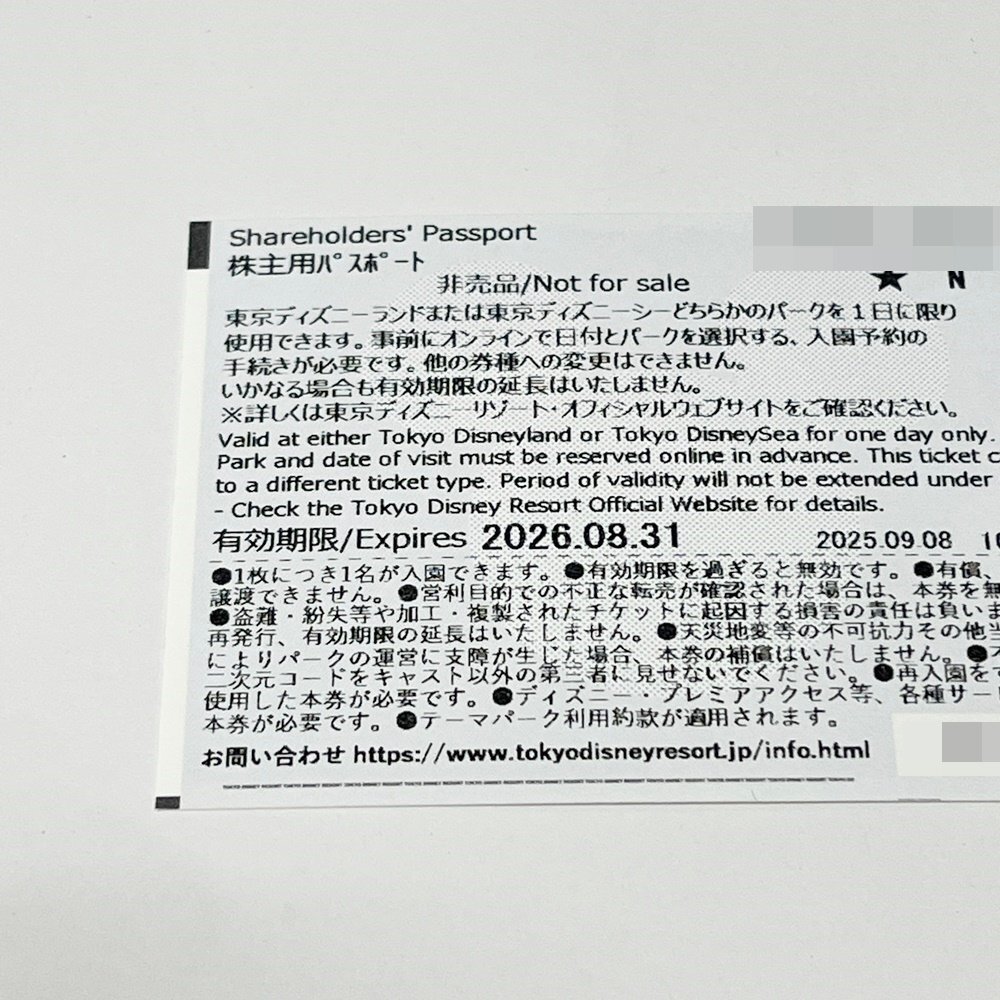 Shareholders' Passport
株主用パスポート
非売品/Not for sale
★ N
東京ディズニーランドまたは東京ディズニーシーどちらかのパークを1日に限り
使用できます。事前にオンラインで日付とパークを選択する、入園予約の
手続きが必要です。他の券種への変更はできません。
いかなる場合も有効期限の延長はいたしません。
※詳しくは東京ディズニーリゾート・オフィシャルウェブサイトをご確認ください。
Valid at either Tokyo Disneyland or Tokyo DisneySea for one day only.
Park and date of visit must be reserved online in advance. This ticket c
to a different ticket type. Period of validity will not be extended under
- Check the Tokyo Disney Resort Official Website for details.
有効期限/Expires 2026.08.31 2025.09.08
●1枚につき1名が入園できます。●有効期限を過ぎると無効です。●有償、
譲渡できません。●営利目的での不正な転売が確認された場合は、本券を無
●盗難・紛失等や加工・複製されたチケットに起因する損害の責任は負いま
再発行、有効期限の延長はいたしません。●天災地変等の不可抗力その他当
によりパークの運営に支障が生じた場合、本券の補償はいたしません。●不
二次元コードをキャスト以外の第三者に見せないでください。●再入園をす
使用した本券が必要です。●ディズニー・プレミアアクセス等、各種サー
本券が必要です。●テーマパーク利用約款が適用されます。
お問い合わせ https://www.tokyodisneyresort.jp/info.html